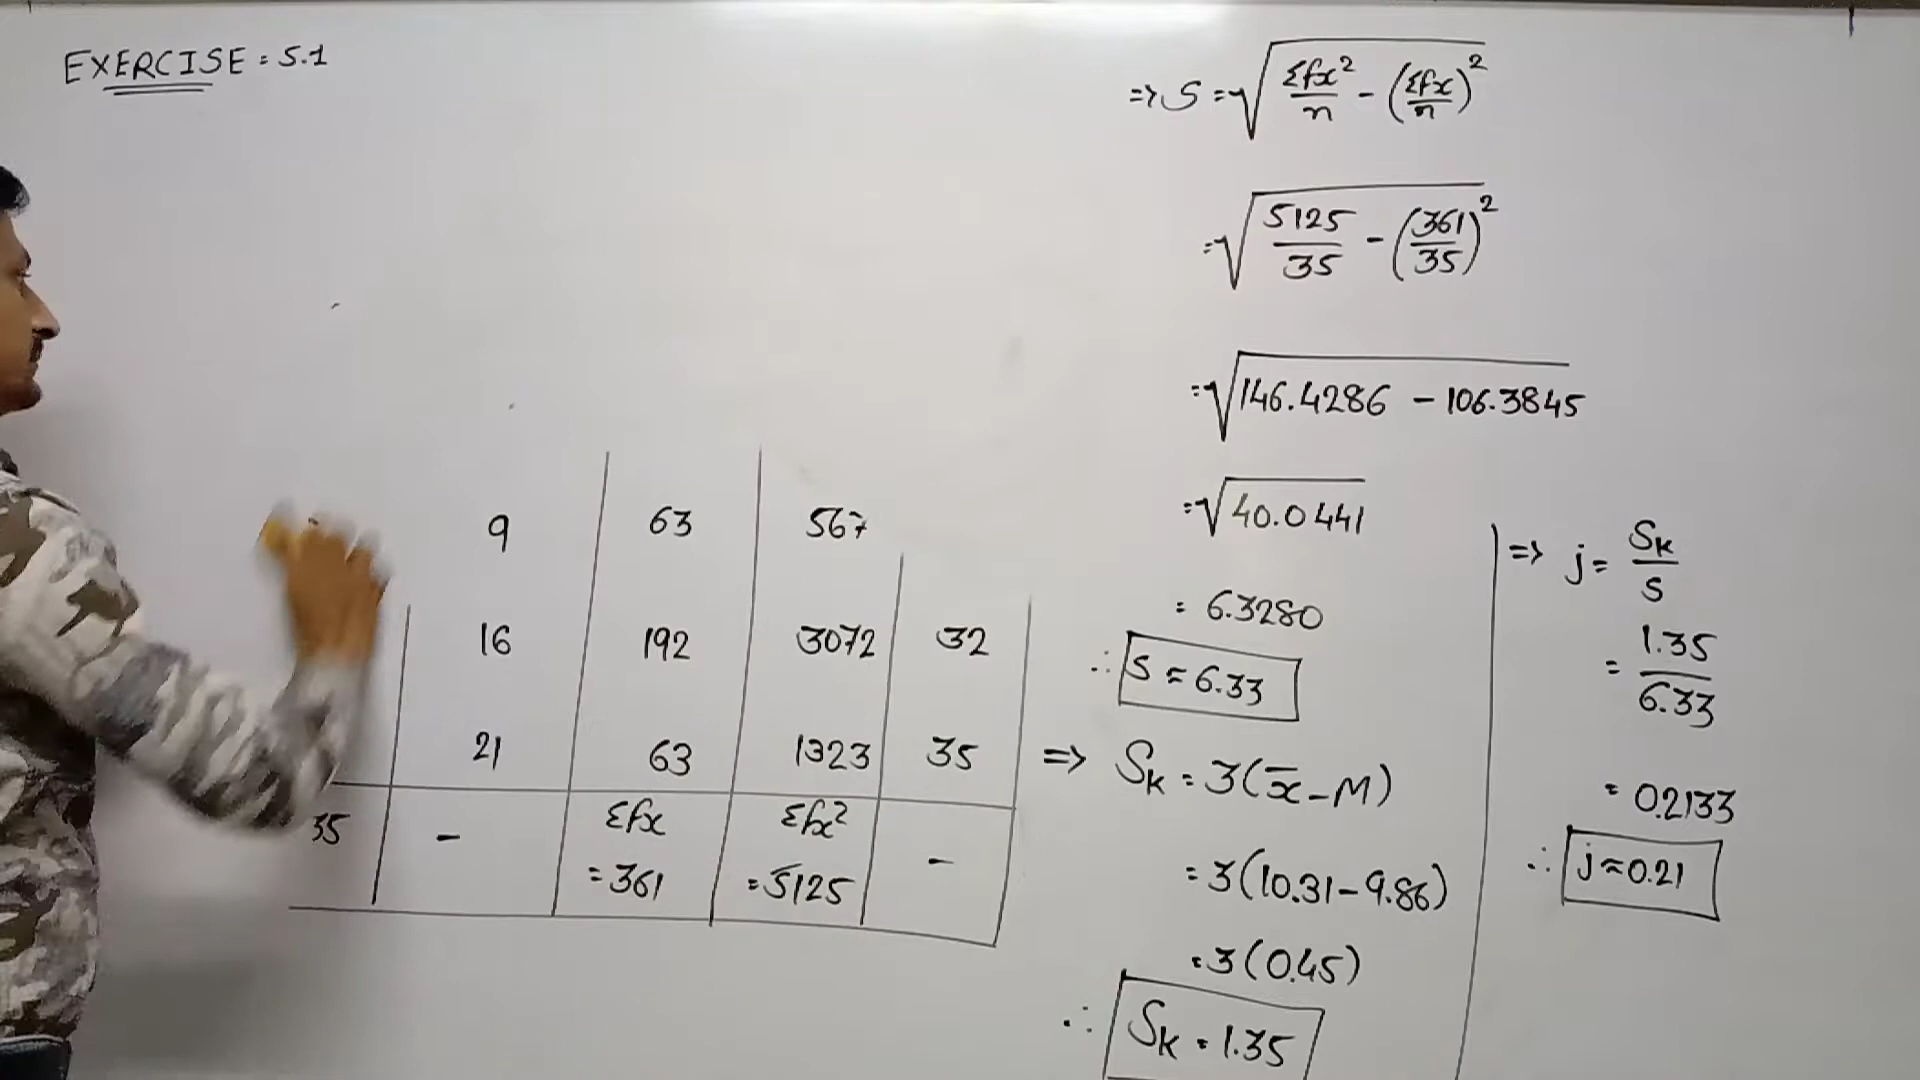 EXERCISE = 5.1
9 63 567
16 192 3072 32
21 63 1323 35
35 - Σfx Σfx² -
= 361 = 5125
=> S = √(Σfx²/n - (Σfx/n)²)
= √(5125/35 - (361/35)²)
= √(146.4286 - 106.3845)
= √40.0441
= 6.3280
∴ S ≈ 6.33
=> Sₖ = 3(x̄ - M)
= 3(10.31 - 9.86)
= 3(0.45)
∴ Sₖ = 1.35
=> j = Sₖ/S
= 1.35/6.33
= 0.2133
∴ j ≈ 0.21